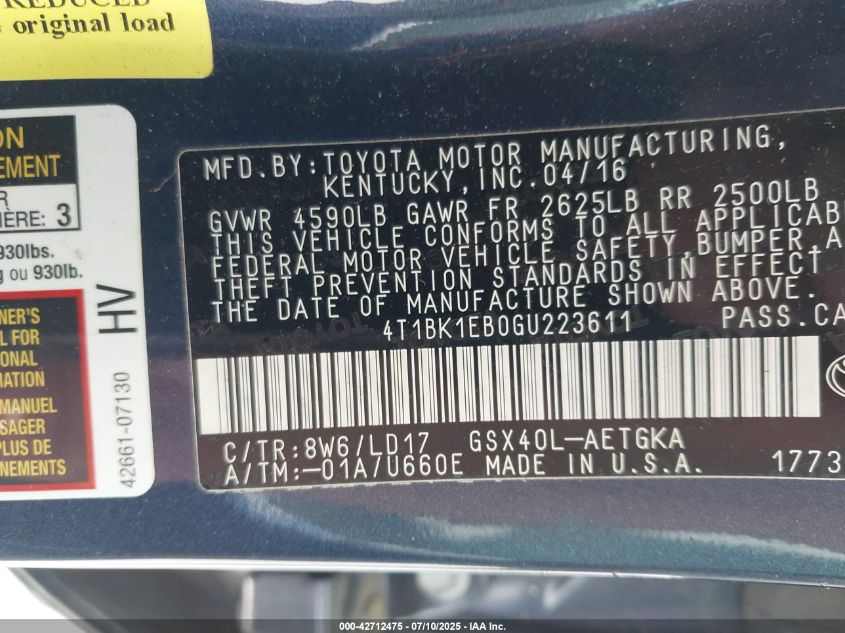 REDUCED
original load
ON
EMENT
R
HERE: 3
930lbs.
g ou 930lb.
NER'S
L FOR
ONAL
MATION
MANUEL
SAGER
PLUS DE
EMENTS
HV
42661-07130
MFD.BY:TOYOTA MOTOR MANUFACTURING,
KENTUCKY,INC.04/16
GVWR 4590LB GAWR FR 2625LB RR 2500LB
THIS VEHICLE CONFORMS TO ALL APPLICABL
FEDERAL MOTOR VEHICLE SAFETY,BUMPER,A
THEFT PREVENTION STANDARDS IN EFFECT
THE DATE OF MANUFACTURE SHOWN ABOVE.
4T1BK1EB0GU223611 PASS.CA
C/TR:8W6/LD17 GSX40L-AETGKA
A/TM:-01A/U660E MADE IN U.S.A. 1773
000-42712475 - 07/10/2025 - IAA Inc.